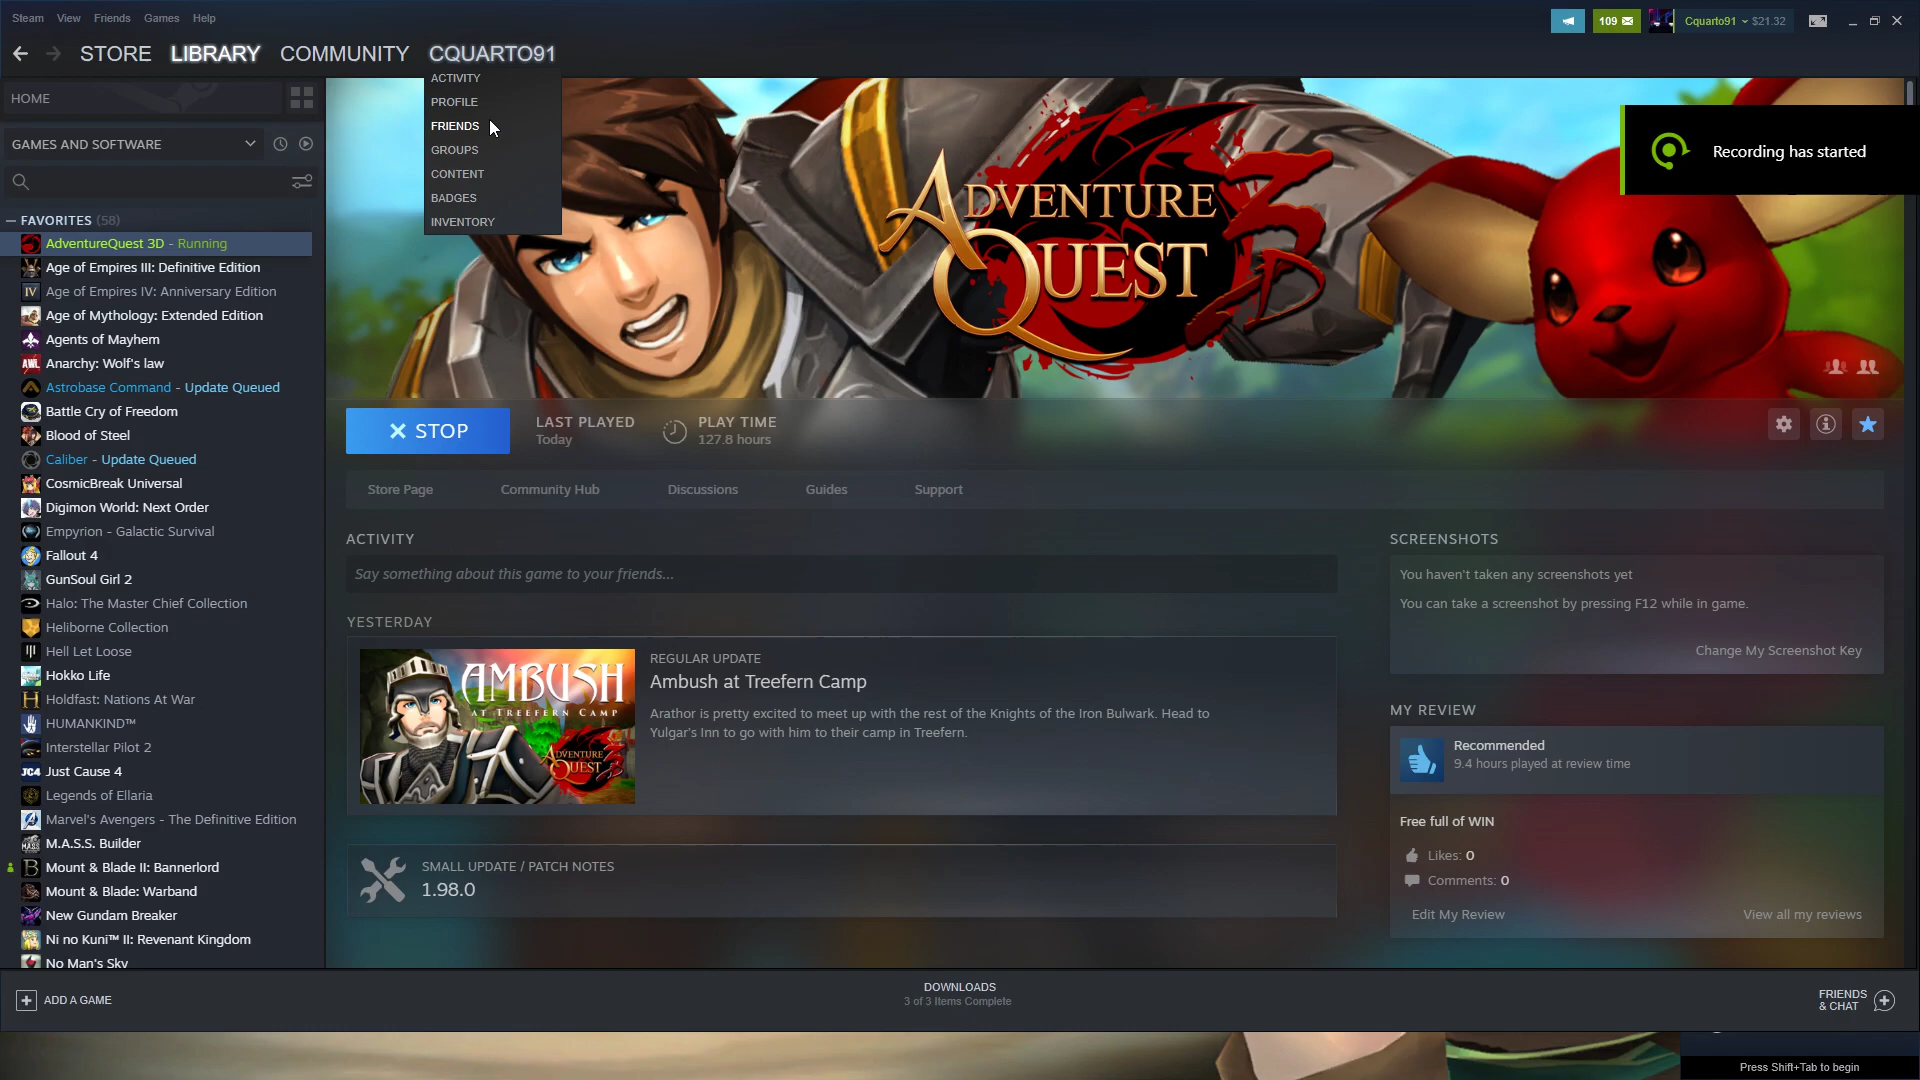 Steam View Friends Games Help
109
Cquarto91 $21.32
STORE LIBRARY COMMUNITY CQUARTO91
ACTIVITY
PROFILE
FRIENDS
GROUPS
CONTENT
BADGES
INVENTORY
HOME
GAMES AND SOFTWARE
— FAVORITES (58)
AdventureQuest 3D - Running
Age of Empires III: Definitive Edition
Age of Empires IV: Anniversary Edition
Age of Mythology: Extended Edition
Agents of Mayhem
Anarchy: Wolf's law
Astrobase Command - Update Queued
Battle Cry of Freedom
Blood of Steel
Caliber - Update Queued
CosmicBreak Universal
Digimon World: Next Order
Empyrion - Galactic Survival
Fallout 4
GunSoul Girl 2
Halo: The Master Chief Collection
Heliborne Collection
Hell Let Loose
Hokko Life
Holdfast: Nations At War
HUMANKIND™
Interstellar Pilot 2
JC4 Just Cause 4
Legends of Ellaria
Marvel's Avengers - The Definitive Edition
M.A.S.S. Builder
Mount & Blade II: Bannerlord
Mount & Blade: Warband
New Gundam Breaker
Ni no Kuni™ II: Revenant Kingdom
No Man's Sky
ADVENTURE
QUEST 3D
Recording has started
STOP
LAST PLAYED
Today
PLAY TIME
127.8 hours
Store Page Community Hub Discussions Guides Support
ACTIVITY
Say something about this game to your friends...
YESTERDAY
AMBUSH
AT TREEFERN CAMP
ADVENTURE
QUEST 3D
REGULAR UPDATE
Ambush at Treefern Camp
Arathor is pretty excited to meet up with the rest of the Knights of the Iron Bulwark. Head to
Yulgar's Inn to go with him to their camp in Treefern.
SMALL UPDATE / PATCH NOTES
1.98.0
SCREENSHOTS
You haven't taken any screenshots yet
You can take a screenshot by pressing F12 while in game.
Change My Screenshot Key
MY REVIEW
Recommended
9.4 hours played at review time
Free full of WIN
Likes: 0
Comments: 0
Edit My Review View all my reviews
ADD A GAME
DOWNLOADS
3 of 3 Items Complete
FRIENDS
& CHAT
Press Shift+Tab to begin